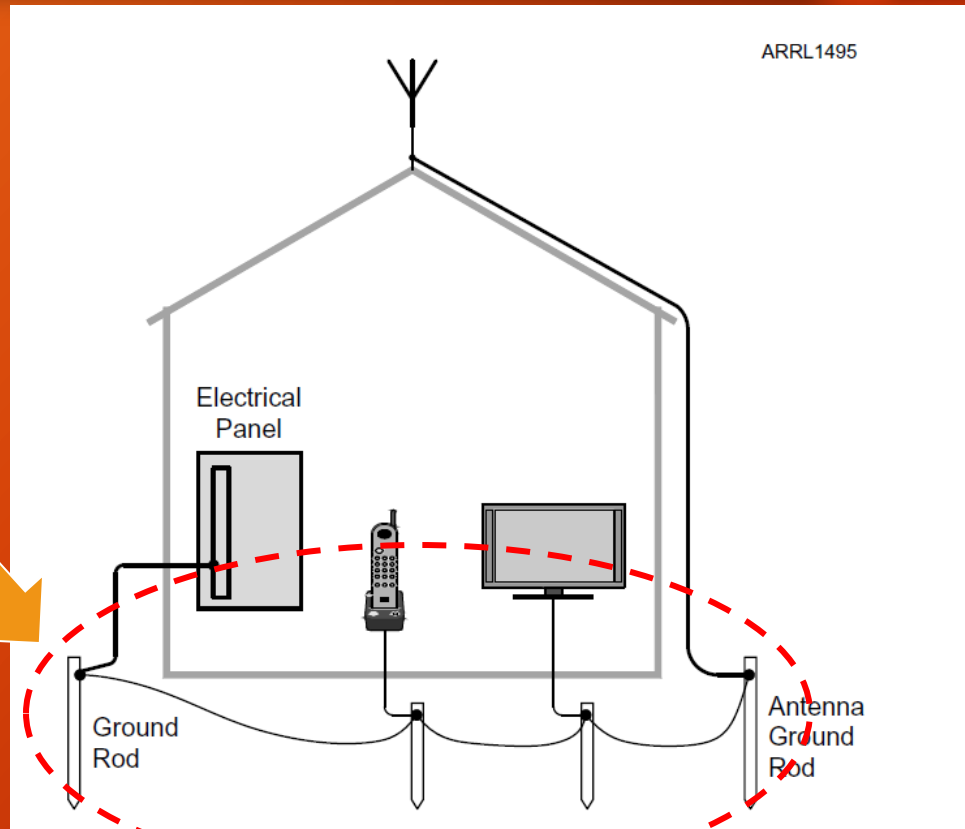 ARRL1495
Electrical
Panel
Ground
Rod
Antenna
Ground
Rod